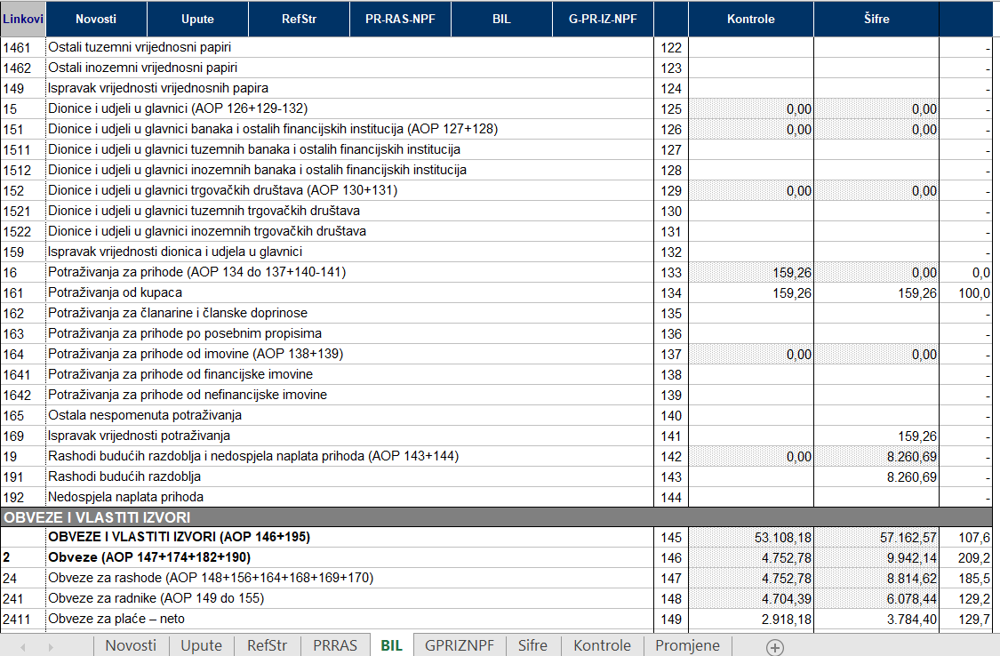 Linkovi Novosti Upute RefStr PR-RAS-NPF BIL G-PR-IZ-NPF Kontrole Šifre
1461 Ostali tuzemni vrijednosni papiri 122 -
1462 Ostali inozemni vrijednosni papiri 123 -
149 Ispravak vrijednosti vrijednosnih papira 124 -
15 Dionice i udjeli u glavnici (AOP 126+129-132) 125 0,00 0,00 -
151 Dionice i udjeli u glavnici banaka i ostalih financijskih institucija (AOP 127+128) 126 0,00 0,00 -
1511 Dionice i udjeli u glavnici tuzemnih banaka i ostalih financijskih institucija 127 -
1512 Dionice i udjeli u glavnici inozemnih banaka i ostalih financijskih institucija 128 -
152 Dionice i udjeli u glavnici trgovačkih društava (AOP 130+131) 129 0,00 0,00 -
1521 Dionice i udjeli u glavnici tuzemnih trgovačkih društava 130 -
1522 Dionice i udjeli u glavnici inozemnih trgovačkih društava 131 -
159 Ispravak vrijednosti dionica i udjela u glavnici 132 -
16 Potraživanja za prihode (AOP 134 do 137+140-141) 133 159,26 0,00 0,0
161 Potraživanja od kupaca 134 159,26 159,26 100,0
162 Potraživanja za članarine i članske doprinose 135 -
163 Potraživanja za prihode po posebnim propisima 136 -
164 Potraživanja za prihode od imovine (AOP 138+139) 137 0,00 0,00 -
1641 Potraživanja za prihode od financijske imovine 138 -
1642 Potraživanja za prihode od nefinancijske imovine 139 -
165 Ostala nespomenuta potraživanja 140 -
169 Ispravak vrijednosti potraživanja 141 159,26 -
19 Rashodi budućih razdoblja i nedospjela naplata prihoda (AOP 143+144) 142 0,00 8.260,69 -
191 Rashodi budućih razdoblja 143 8.260,69 -
192 Nedospjela naplata prihoda 144 -
OBVEZE I VLASTITI IZVORI
OBVEZE I VLASTITI IZVORI (AOP 146+195) 145 53.108,18 57.162,57 107,6
2 Obveze (AOP 147+174+182+190) 146 4.752,78 9.942,14 209,2
24 Obveze za rashode (AOP 148+156+164+168+169+170) 147 4.752,78 8.814,62 185,5
241 Obveze za radnike (AOP 149 do 155) 148 4.704,39 6.078,44 129,2
2411 Obveze za plaće – neto 149 2.918,18 3.784,40 129,7
Novosti Upute RefStr PRRAS BIL GPRIZNPF Sifre Kontrole Promjene